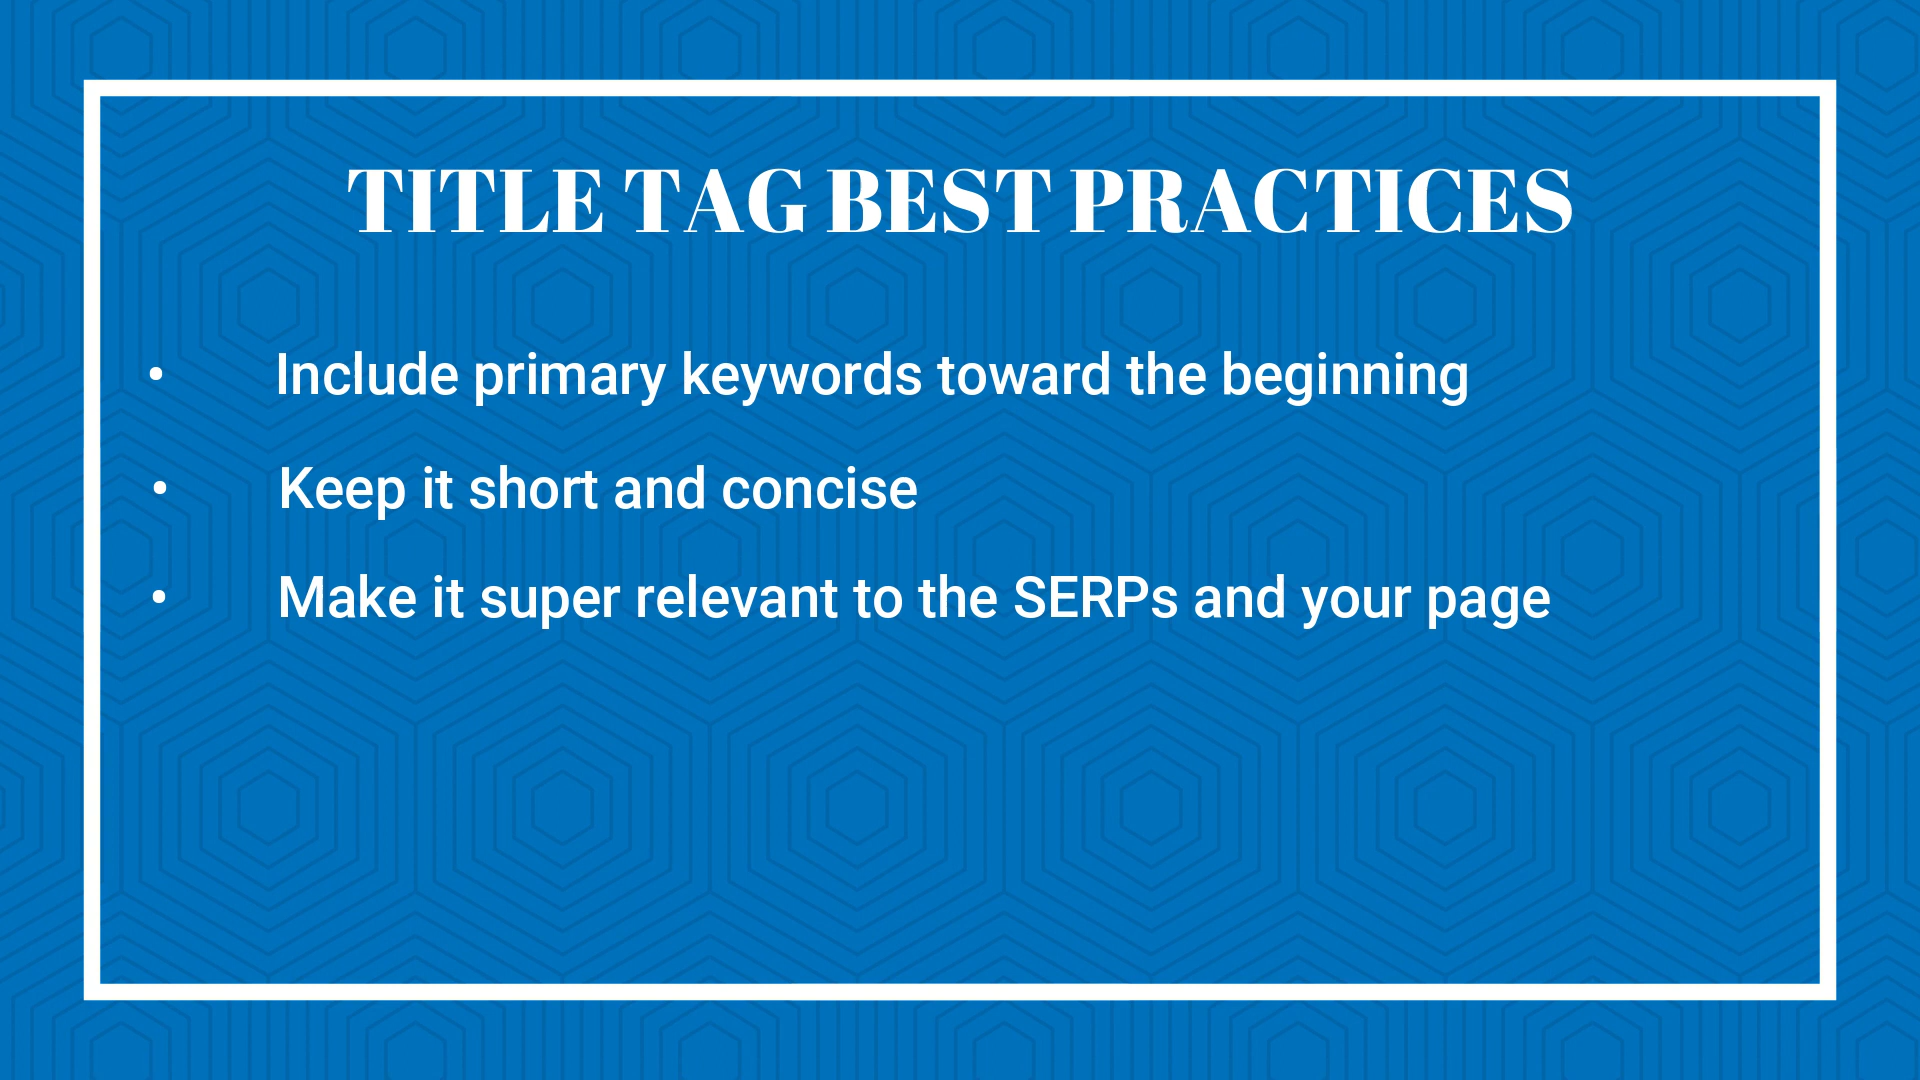 TITLE TAG BEST PRACTICES
• Include primary keywords toward the beginning
• Keep it short and concise
• Make it super relevant to the SERPs and your page